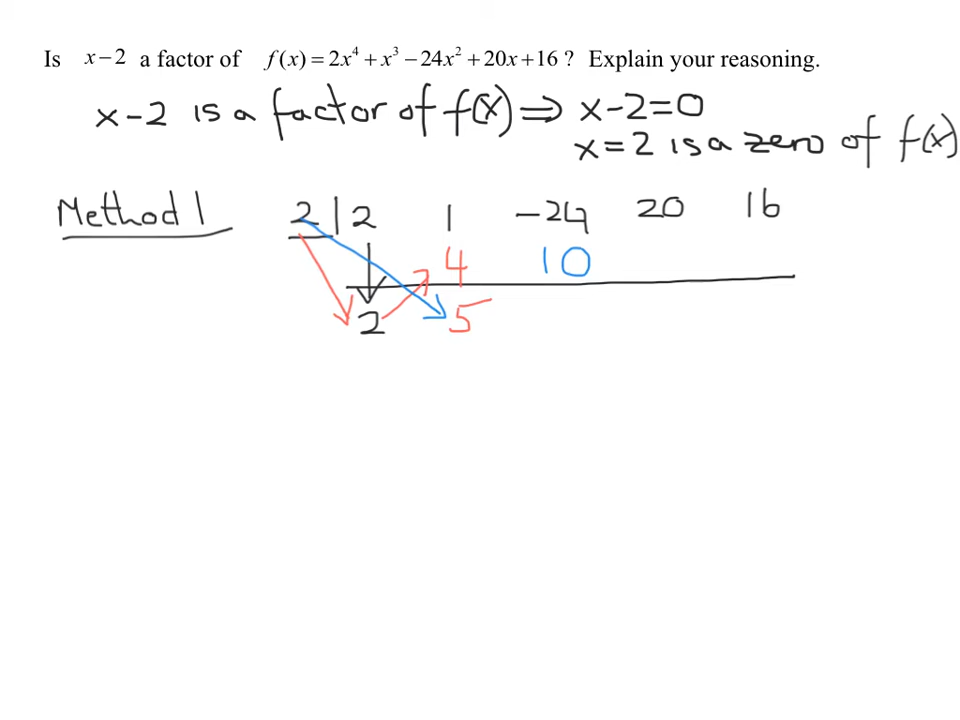 Is x−2 a factor of f(x)=2x⁴+x³−24x²+20x+16 ? Explain your reasoning.
x-2 is a factor of f(x) ⇒ x-2=0
x=2 is a zero of f(x)
Method 1 2| 2 1 -24 20 16
4 10
2 5